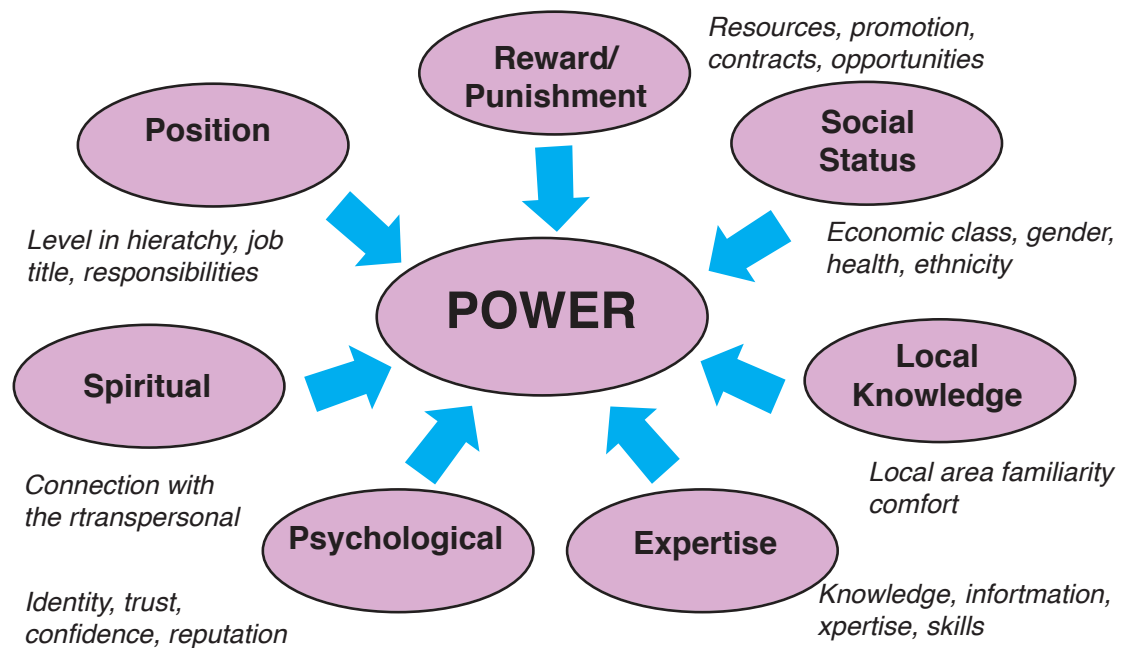 Reward/
Punishment
Resources, promotion,
contracts, opportunities
Position
Level in hieratchy, job
title, responsibilities
Social
Status
Economic class, gender,
health, ethnicity
POWER
Spiritual
Connection with
the rtranspersonal
Local
Knowledge
Local area familiarity
comfort
Psychological
Identity, trust,
confidence, reputation
Expertise
Knowledge, infortmation,
xpertise, skills